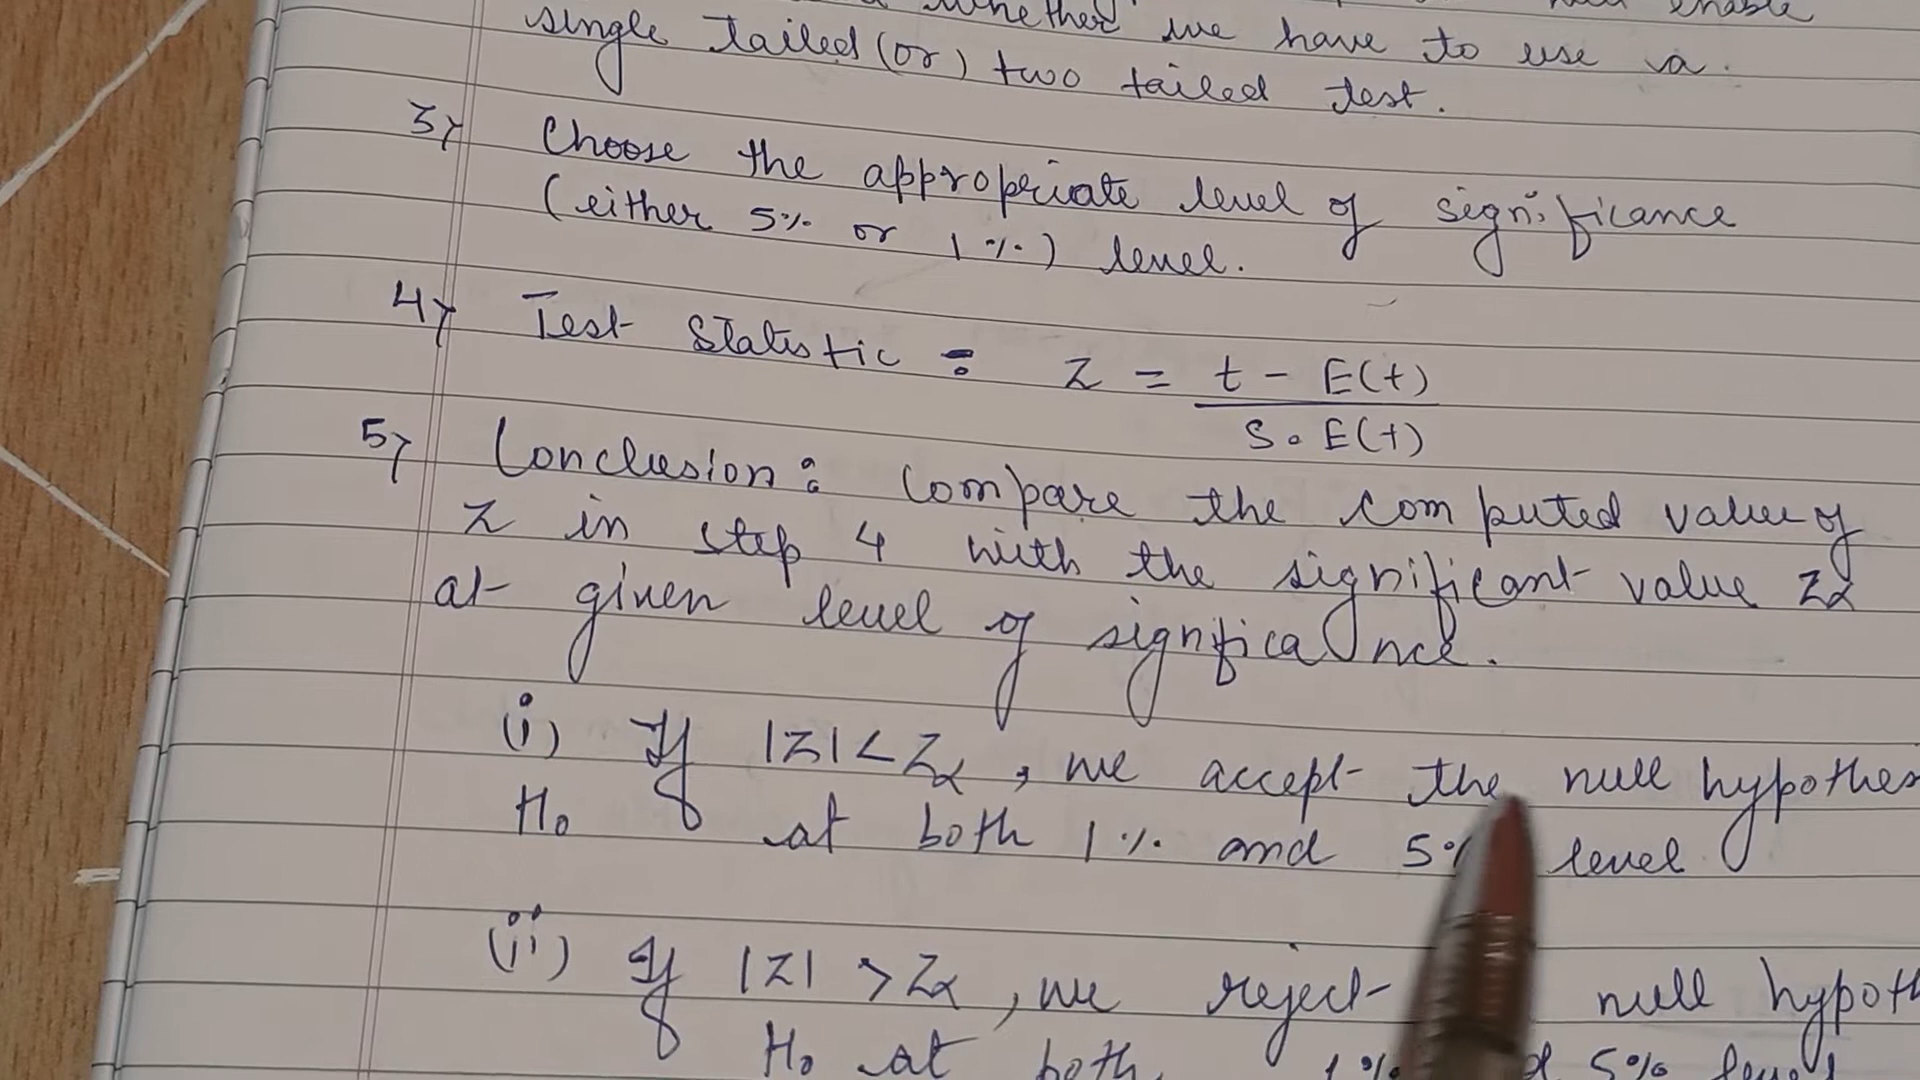 whether
enable
single tailed (or) two tailed test.
we have to use a
3) Choose the appropriate level of significance
(either 5% or 1%) level.
4) Test Statistic : Z = t - E(t) / S.E(t)
5) Conclusion: Compare the computed value of
Z in step 4 with the significant value Zα
at given level of significance.
(i) If |Z| < Zα, we accept the null hypothes
H₀ at both 1% and 5% level
(ii) If |Z| > Zα, we reject null hypoth
H₀ at both 1% 5% level